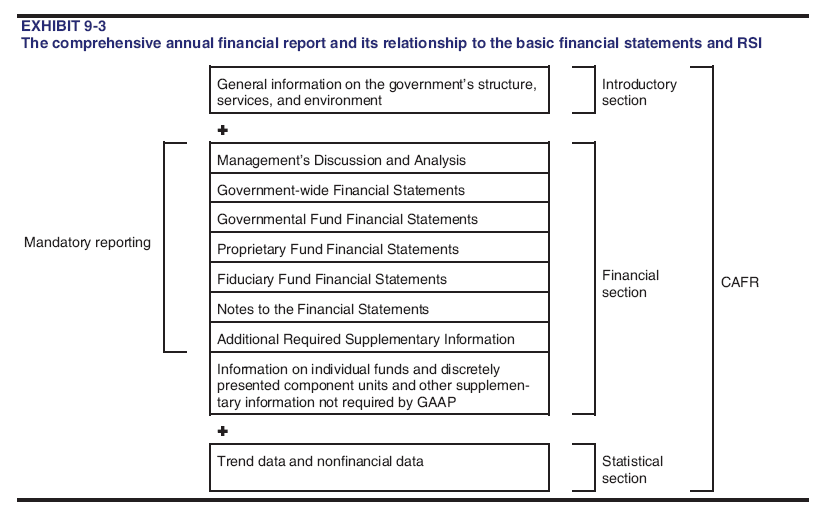 EXHIBIT 9-3
The comprehensive annual financial report and its relationship to the basic financial statements and RSI
General information on the government's structure,
services, and environment
Introductory
section
+
Management's Discussion and Analysis
Government-wide Financial Statements
Governmental Fund Financial Statements
Mandatory reporting
Proprietary Fund Financial Statements
Fiduciary Fund Financial Statements
Financial
section
CAFR
Notes to the Financial Statements
Additional Required Supplementary Information
Information on individual funds and discretely
presented component units and other supplemen-
tary information not required by GAAP
+
Trend data and nonfinancial data
Statistical
section